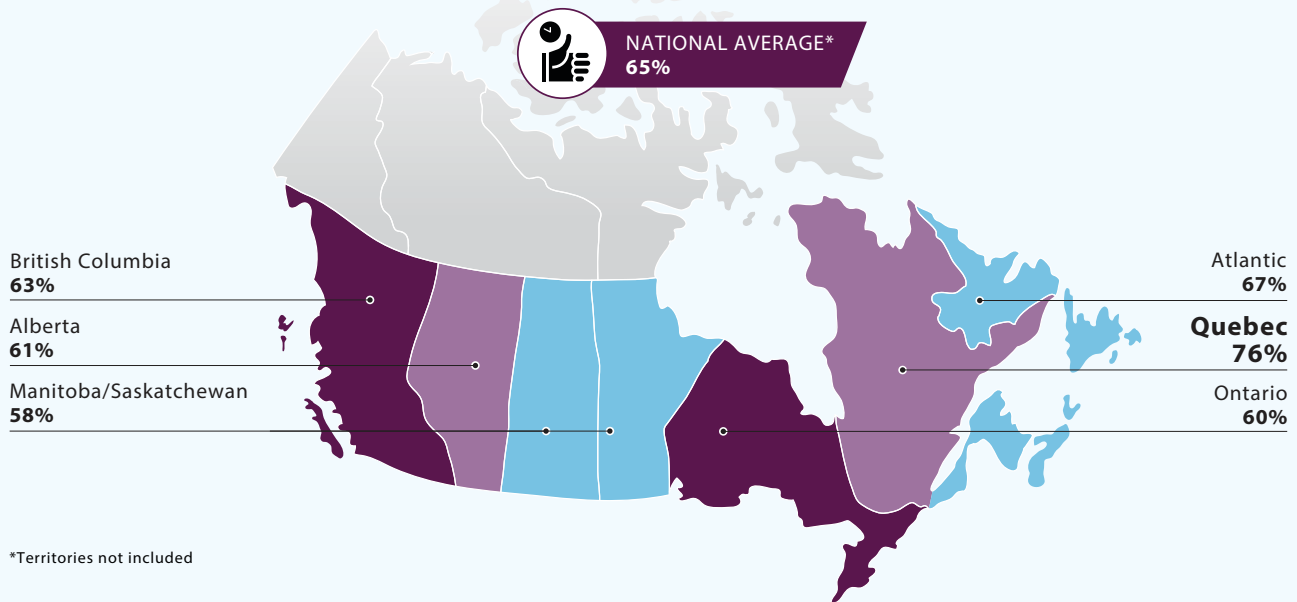 NATIONAL AVERAGE*
65%
British Columbia
63%
Alberta
61%
Manitoba/Saskatchewan
58%
Atlantic
67%
Quebec
76%
Ontario
60%
*Territories not included